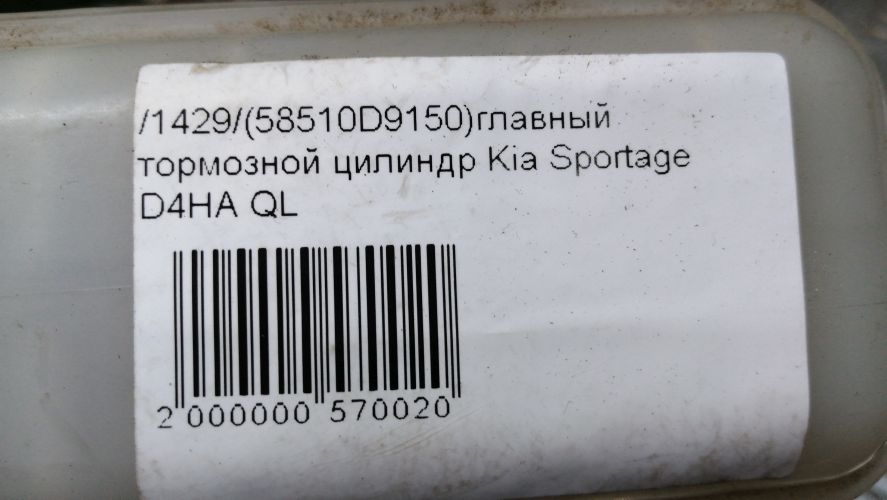 /1429/(58510D9150)главный
тормозной цилиндр Kia Sportage
D4HA QL
2 000000 570020